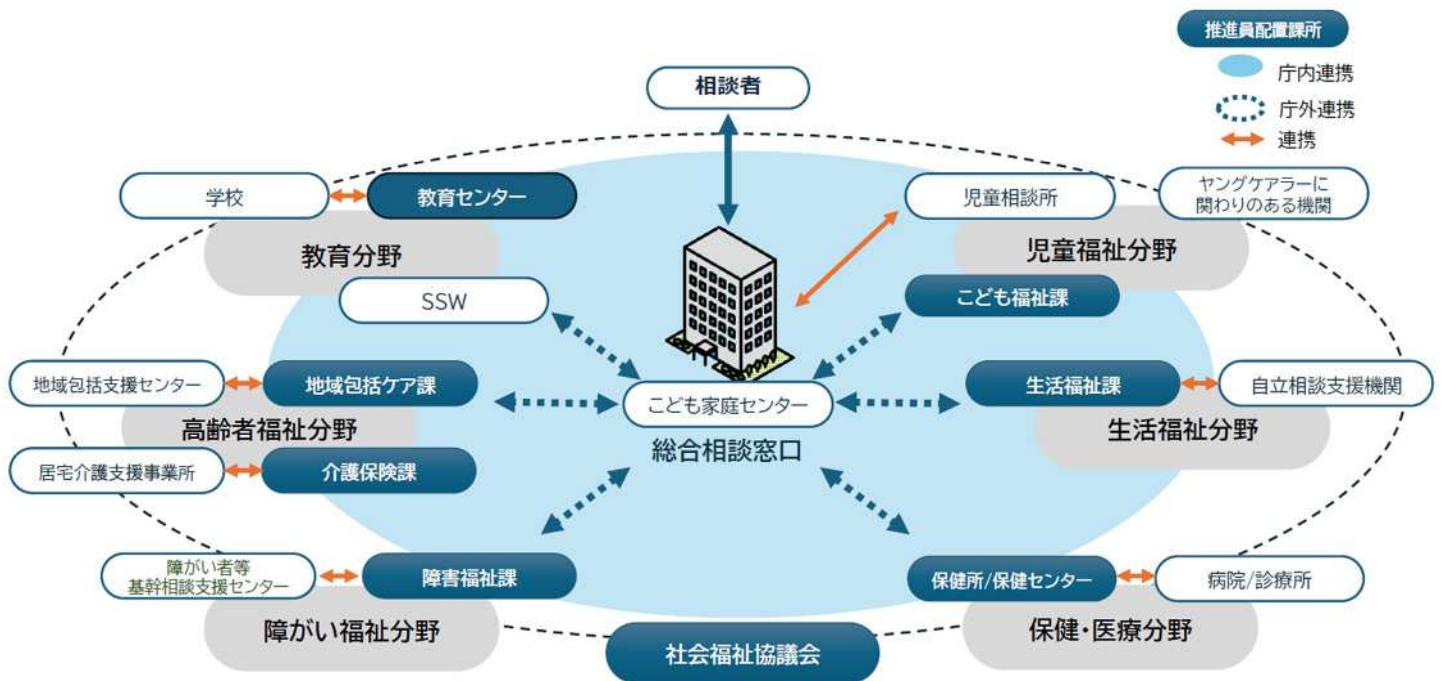 推進員配置課所
庁内連携
庁外連携
連携
相談者
学校
教育センター
教育分野
SSW
児童相談所
ヤングケアラーに
関わりのある機関
児童福祉分野
こども福祉課
地域包括支援センター
地域包括ケア課
高齢者福祉分野
居宅介護支援事業所
介護保険課
こども家庭センター
総合相談窓口
生活福祉課
自立相談支援機関
生活福祉分野
障がい者等
基幹相談支援センター
障害福祉課
障がい福祉分野
社会福祉協議会
保健所/保健センター
病院/診療所
保健・医療分野